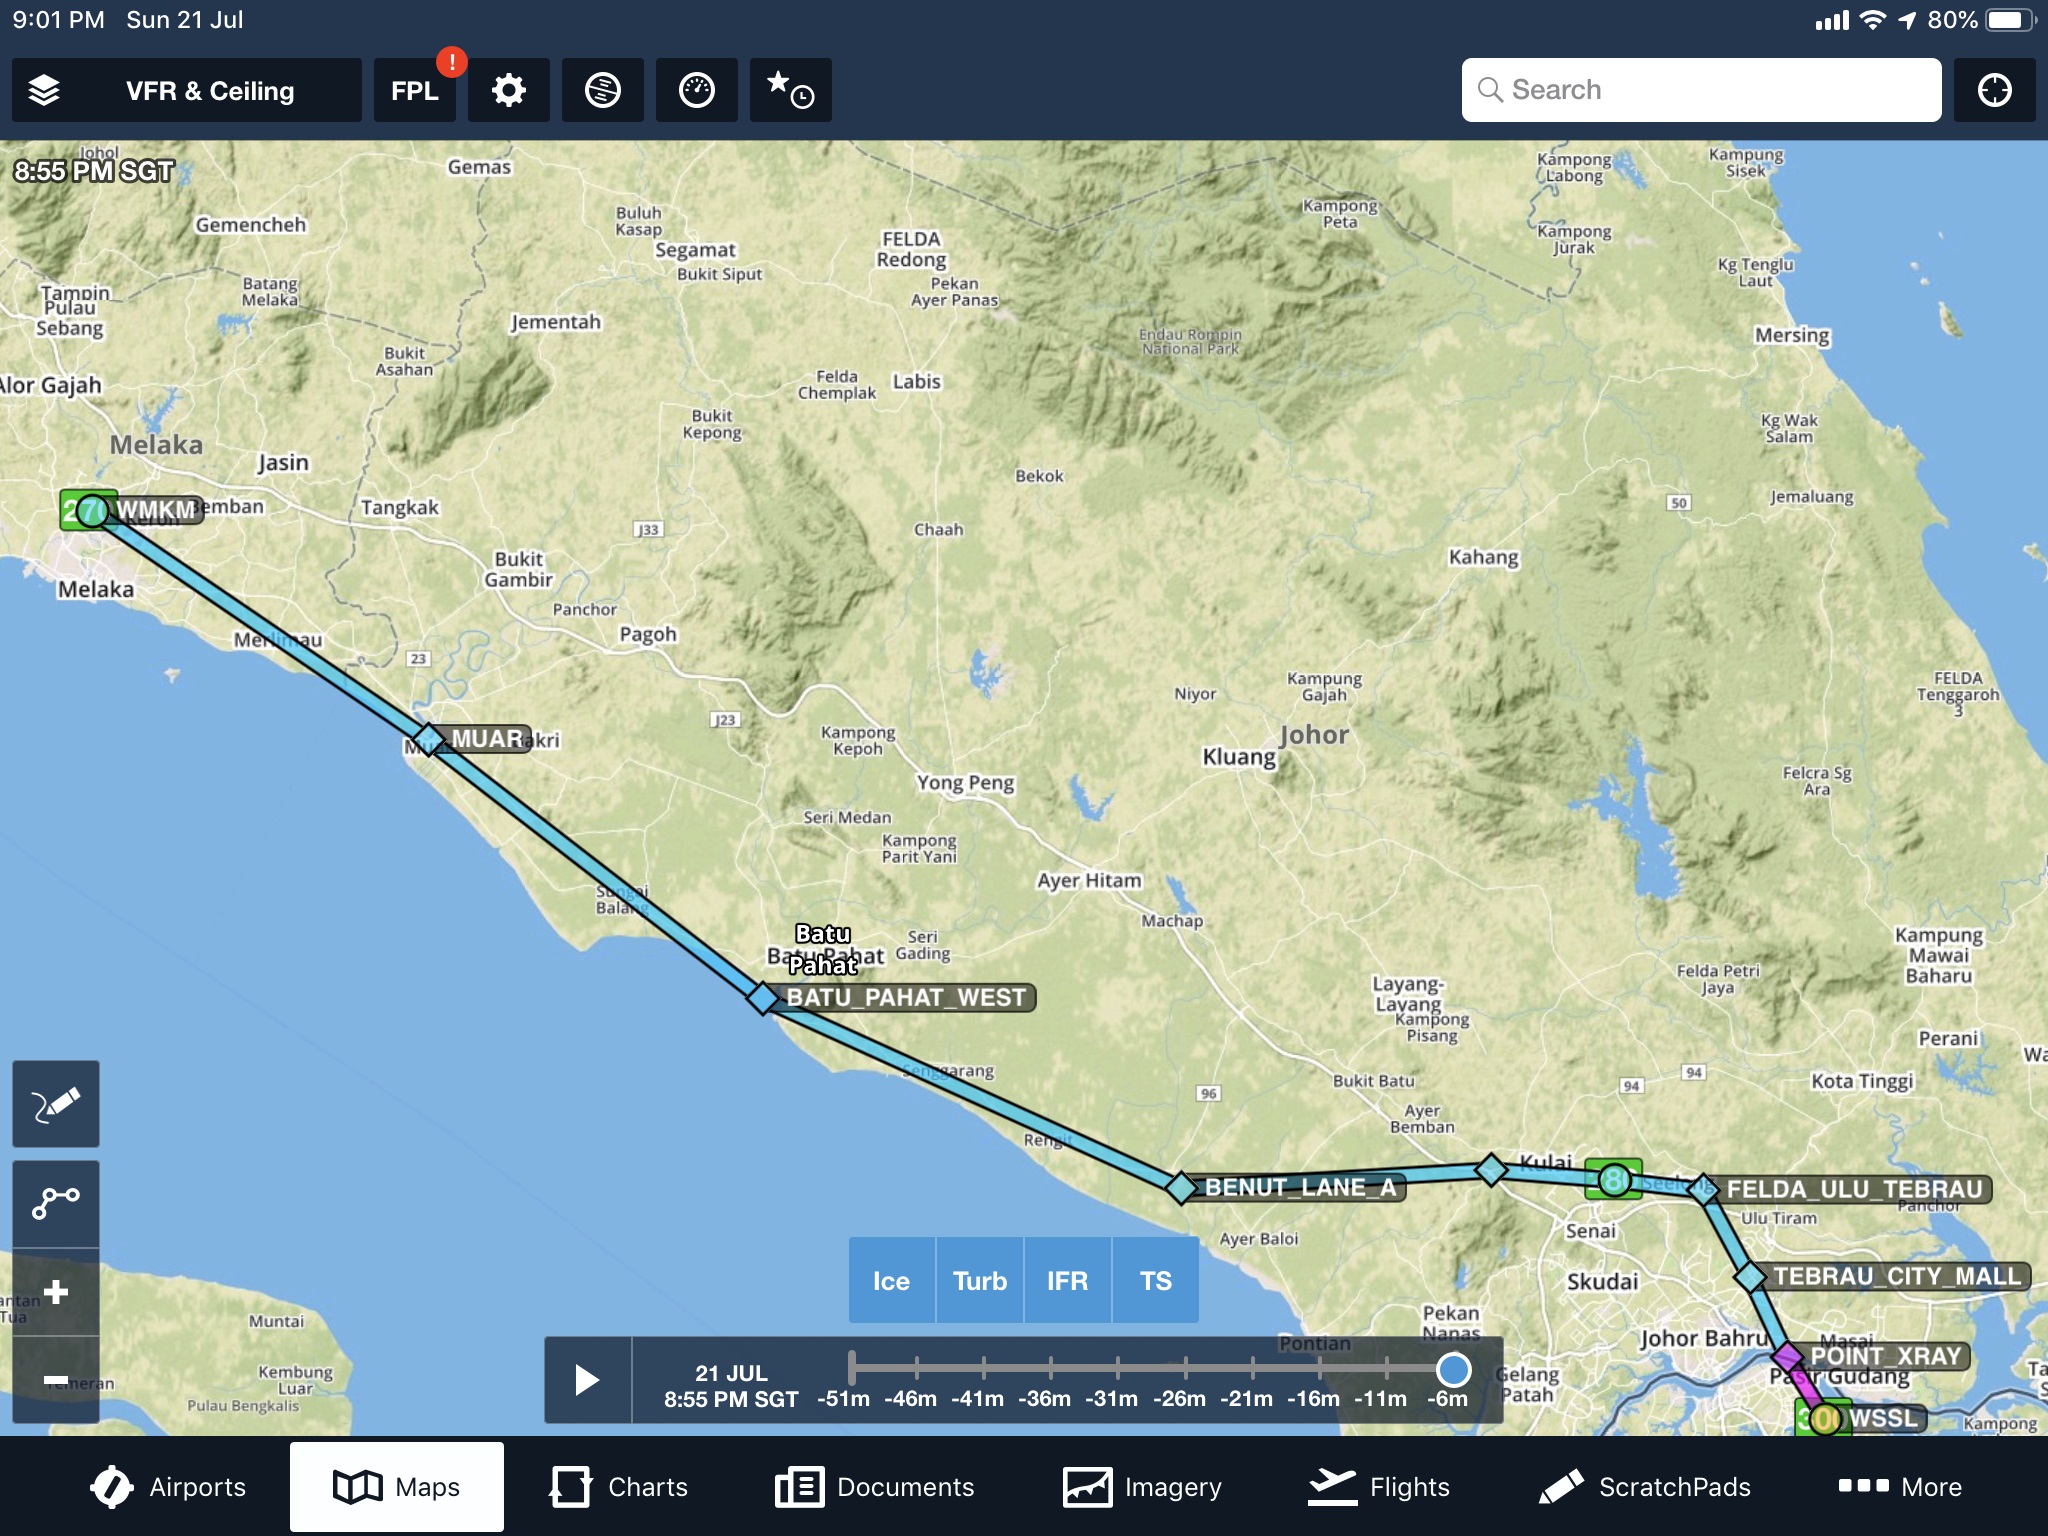 9:01 PM Sun 21 Jul
80%
VFR & Ceiling
FPL
!
Search
8:55 PM SGT
Johol
Gemas
Gemencheh
Buluh
Kasap
Segamat
Bukit Siput
FELDA
Redong
Pekan
Ayer Panas
Kampong
Peta
Kampong
Labong
Kampung
Sisek
Kampong
Jurak
Kg Tenglu
Laut
Tampin
Pulau
Sebang
Batang
Melaka
Jementah
Bukit
Asahan
Endau Rompin
National Park
Mersing
Alor Gajah
Felda
Chemplak
Labis
Bukit
Kepong
Kg Wak
Salam
Melaka
Jasin
Bekok
Jemaluang
50
WMKM
Bemban
Tangkak
J33
Chaah
Kahang
Bukit
Gambir
Melaka
Panchor
Pagoh
Merlimau
23
Niyor
Kampung
Gajah
FELDA
Tenggaroh
3
J23
MUAR
Kampong
Kepoh
Johor
Kluang
Yong Peng
Felcra Sg
Ara
Seri Medan
Kampong
Parit Yani
Sungai
Balang
Ayer Hitam
Machap
Batu
Pahat
Batu Pahat
Seri
Gading
Kampung
Mawai
Baharu
Felda Petri
Jaya
Layang-
Layang
Kampong
Pisang
BATU_PAHAT_WEST
Perani
Senggarang
96
Bukit Batu
94
94
Kota Tinggi
Ayer
Bemban
Rengit
Kulai
BENUT_LANE_A
Seelong
FELDA_ULU_TEBRAU
Panchor
Ulu Tiram
Ayer Baloi
Senai
Skudai
TEBRAU_CITY_MALL
Ice
Turb
IFR
TS
Muntai
Pekan
Nanas
Pontian
Johor Bahru
Masai
POINT_XRAY
Pasir Gudang
Kembung
Luar
Pulau Bengkalis
Gelang
Patah
WSSL
Kampong
21 JUL
8:55 PM SGT
-51m -46m -41m -36m -31m -26m -21m -16m -11m -6m
Airports
Maps
Charts
Documents
Imagery
Flights
ScratchPads
More